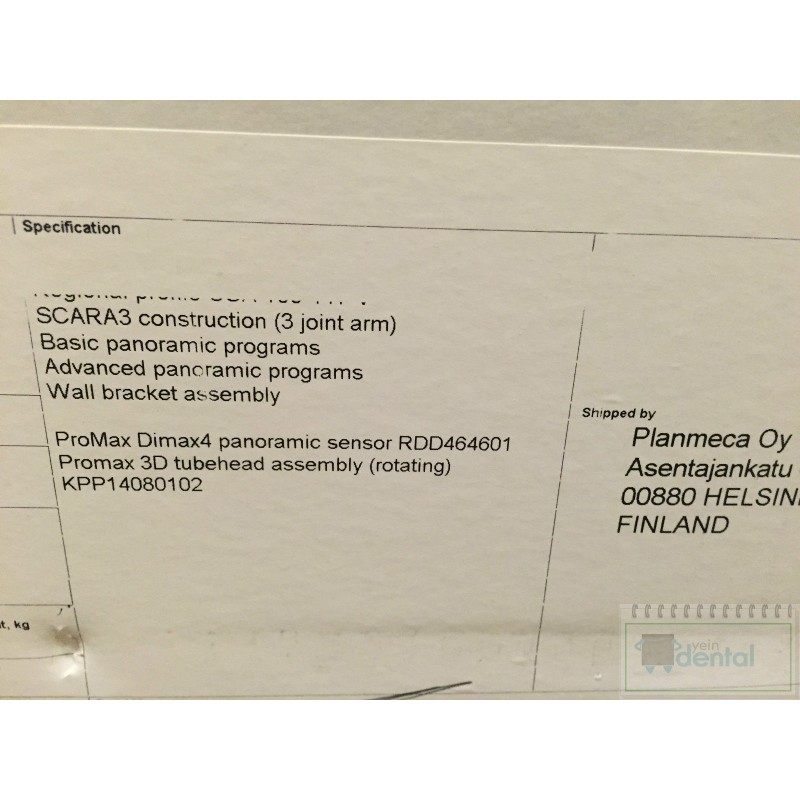 Specification
SCARA3 construction (3 joint arm)
Basic panoramic programs
Advanced panoramic programs
Wall bracket assembly
ProMax Dimax4 panoramic sensor RDD464601
Promax 3D tubehead assembly (rotating)
KPP14080102
Shipped by
Planmeca Oy
Asentajankatu
00880 HELSIN
FINLAND
t, kg
vein
dental